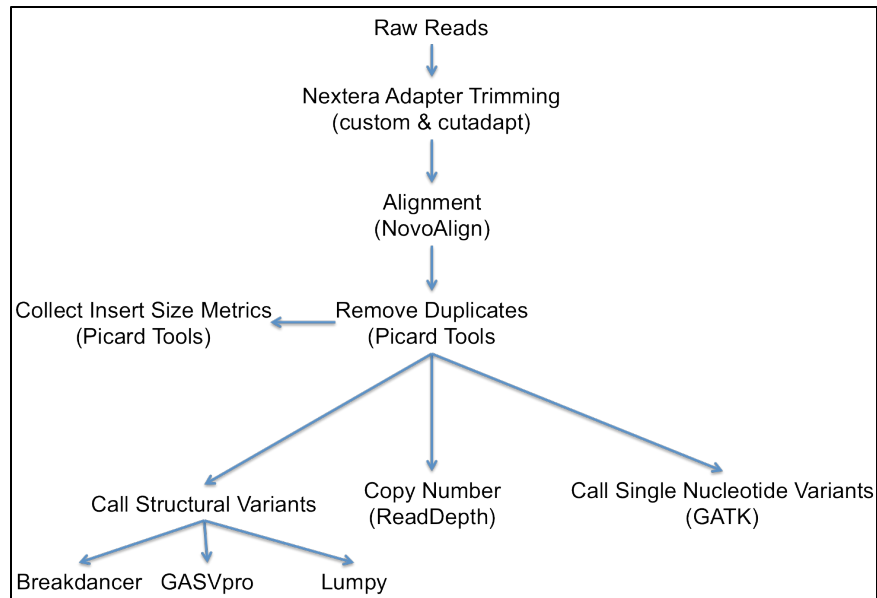 Raw Reads
Nextera Adapter Trimming
(custom & cutadapt)
Alignment
(NovoAlign)
Collect Insert Size Metrics
(Picard Tools)
Remove Duplicates
(Picard Tools
Call Structural Variants
Copy Number
(ReadDepth)
Call Single Nucleotide Variants
(GATK)
Breakdancer
GASVpro
Lumpy